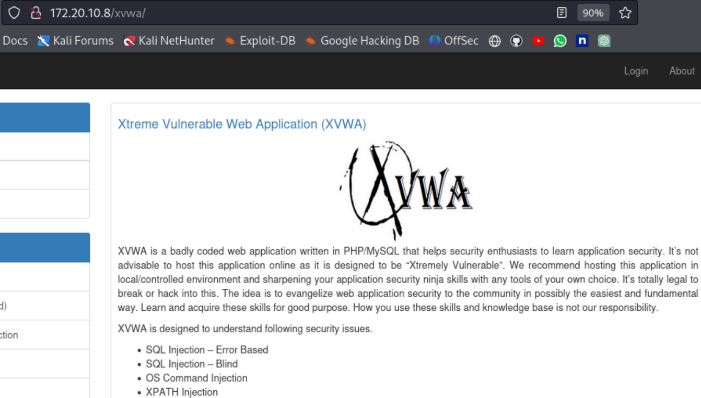 172.20.10.8/xvwa/
90%
Docs
Kali Forums
Kali NetHunter
Exploit-DB
Google Hacking DB
OffSec
n
Login
About
Xtreme Vulnerable Web Application (XVWA)
XVWA
XVWA is a badly coded web application written in PHP/MySQL that helps security enthusiasts to learn application security. It's not
advisable to host this application online as it is designed to be “Xtremely Vulnerable”. We recommend hosting this application in
local/controlled environment and sharpening your application security ninja skills with any tools of your own choice. It's totally legal to
break or hack into this. The idea is to evangelize web application security to the community in possibly the easiest and fundamental
way. Learn and acquire these skills for good purpose. How you use these skills and knowledge base is not our responsibility.
d)
ction
XVWA is designed to understand following security issues.
• SQL Injection – Error Based
• SQL Injection – Blind
• OS Command Injection
• XPATH Injection